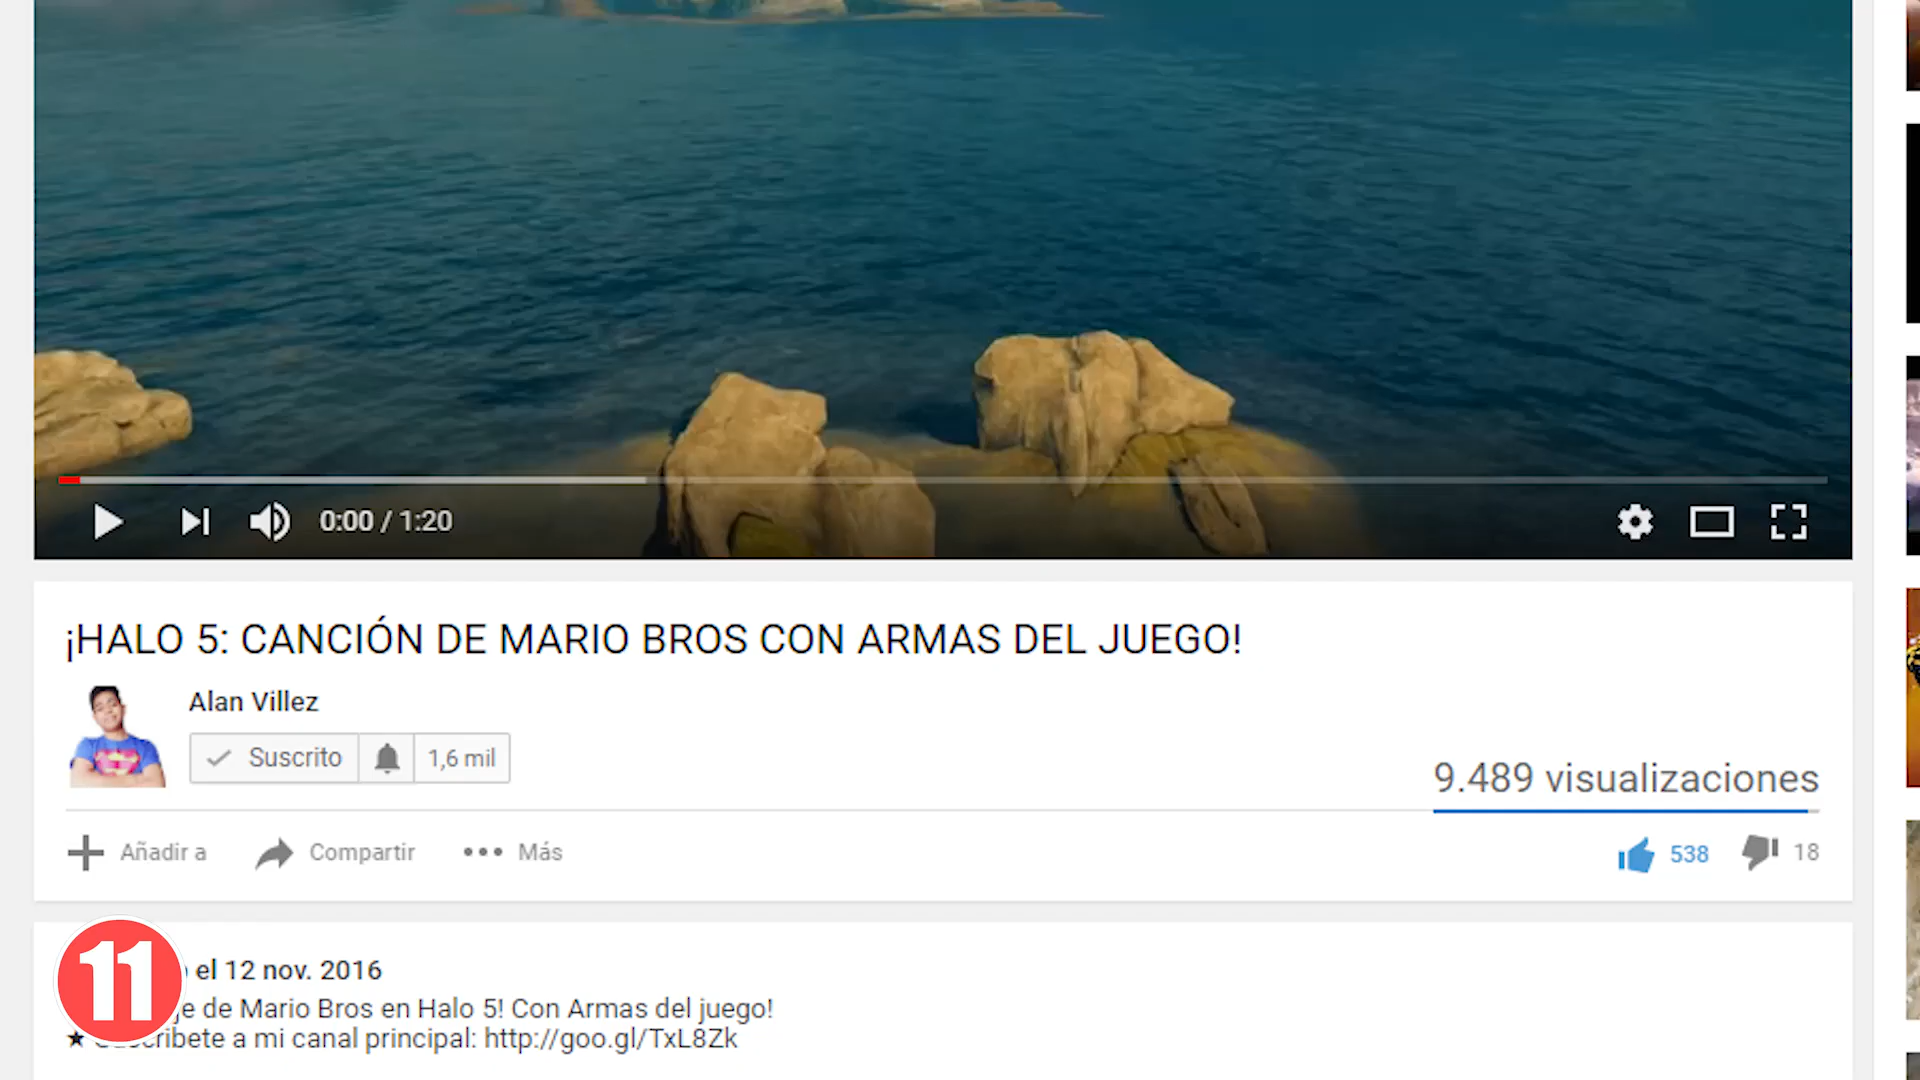 0:00 / 1:20
¡HALO 5: CANCIÓN DE MARIO BROS CON ARMAS DEL JUEGO!
Alan Villez
Suscrito 1,6 mil
9.489 visualizaciones
Añadir a Compartir Más 538 18
11
el 12 nov. 2016
de Mario Bros en Halo 5! Con Armas del juego!
★ a mi canal principal: http://goo.gl/TxL8Zk